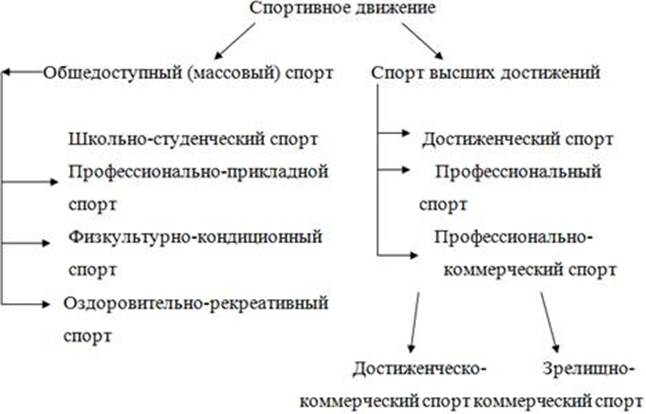 Спортивное движение
Общедоступный (массовый) спорт
Спорт высших достижений
Школьно-студенческий спорт
Профессионально-прикладной
спорт
Физкультурно-кондиционный
спорт
Оздоровительно-рекреативный
спорт
Достиженческий спорт
Профессиональный
спорт
Профессионально-
коммерческий спорт
Достиженческо-
коммерческий спорт
Зрелищно-
коммерческий спорт